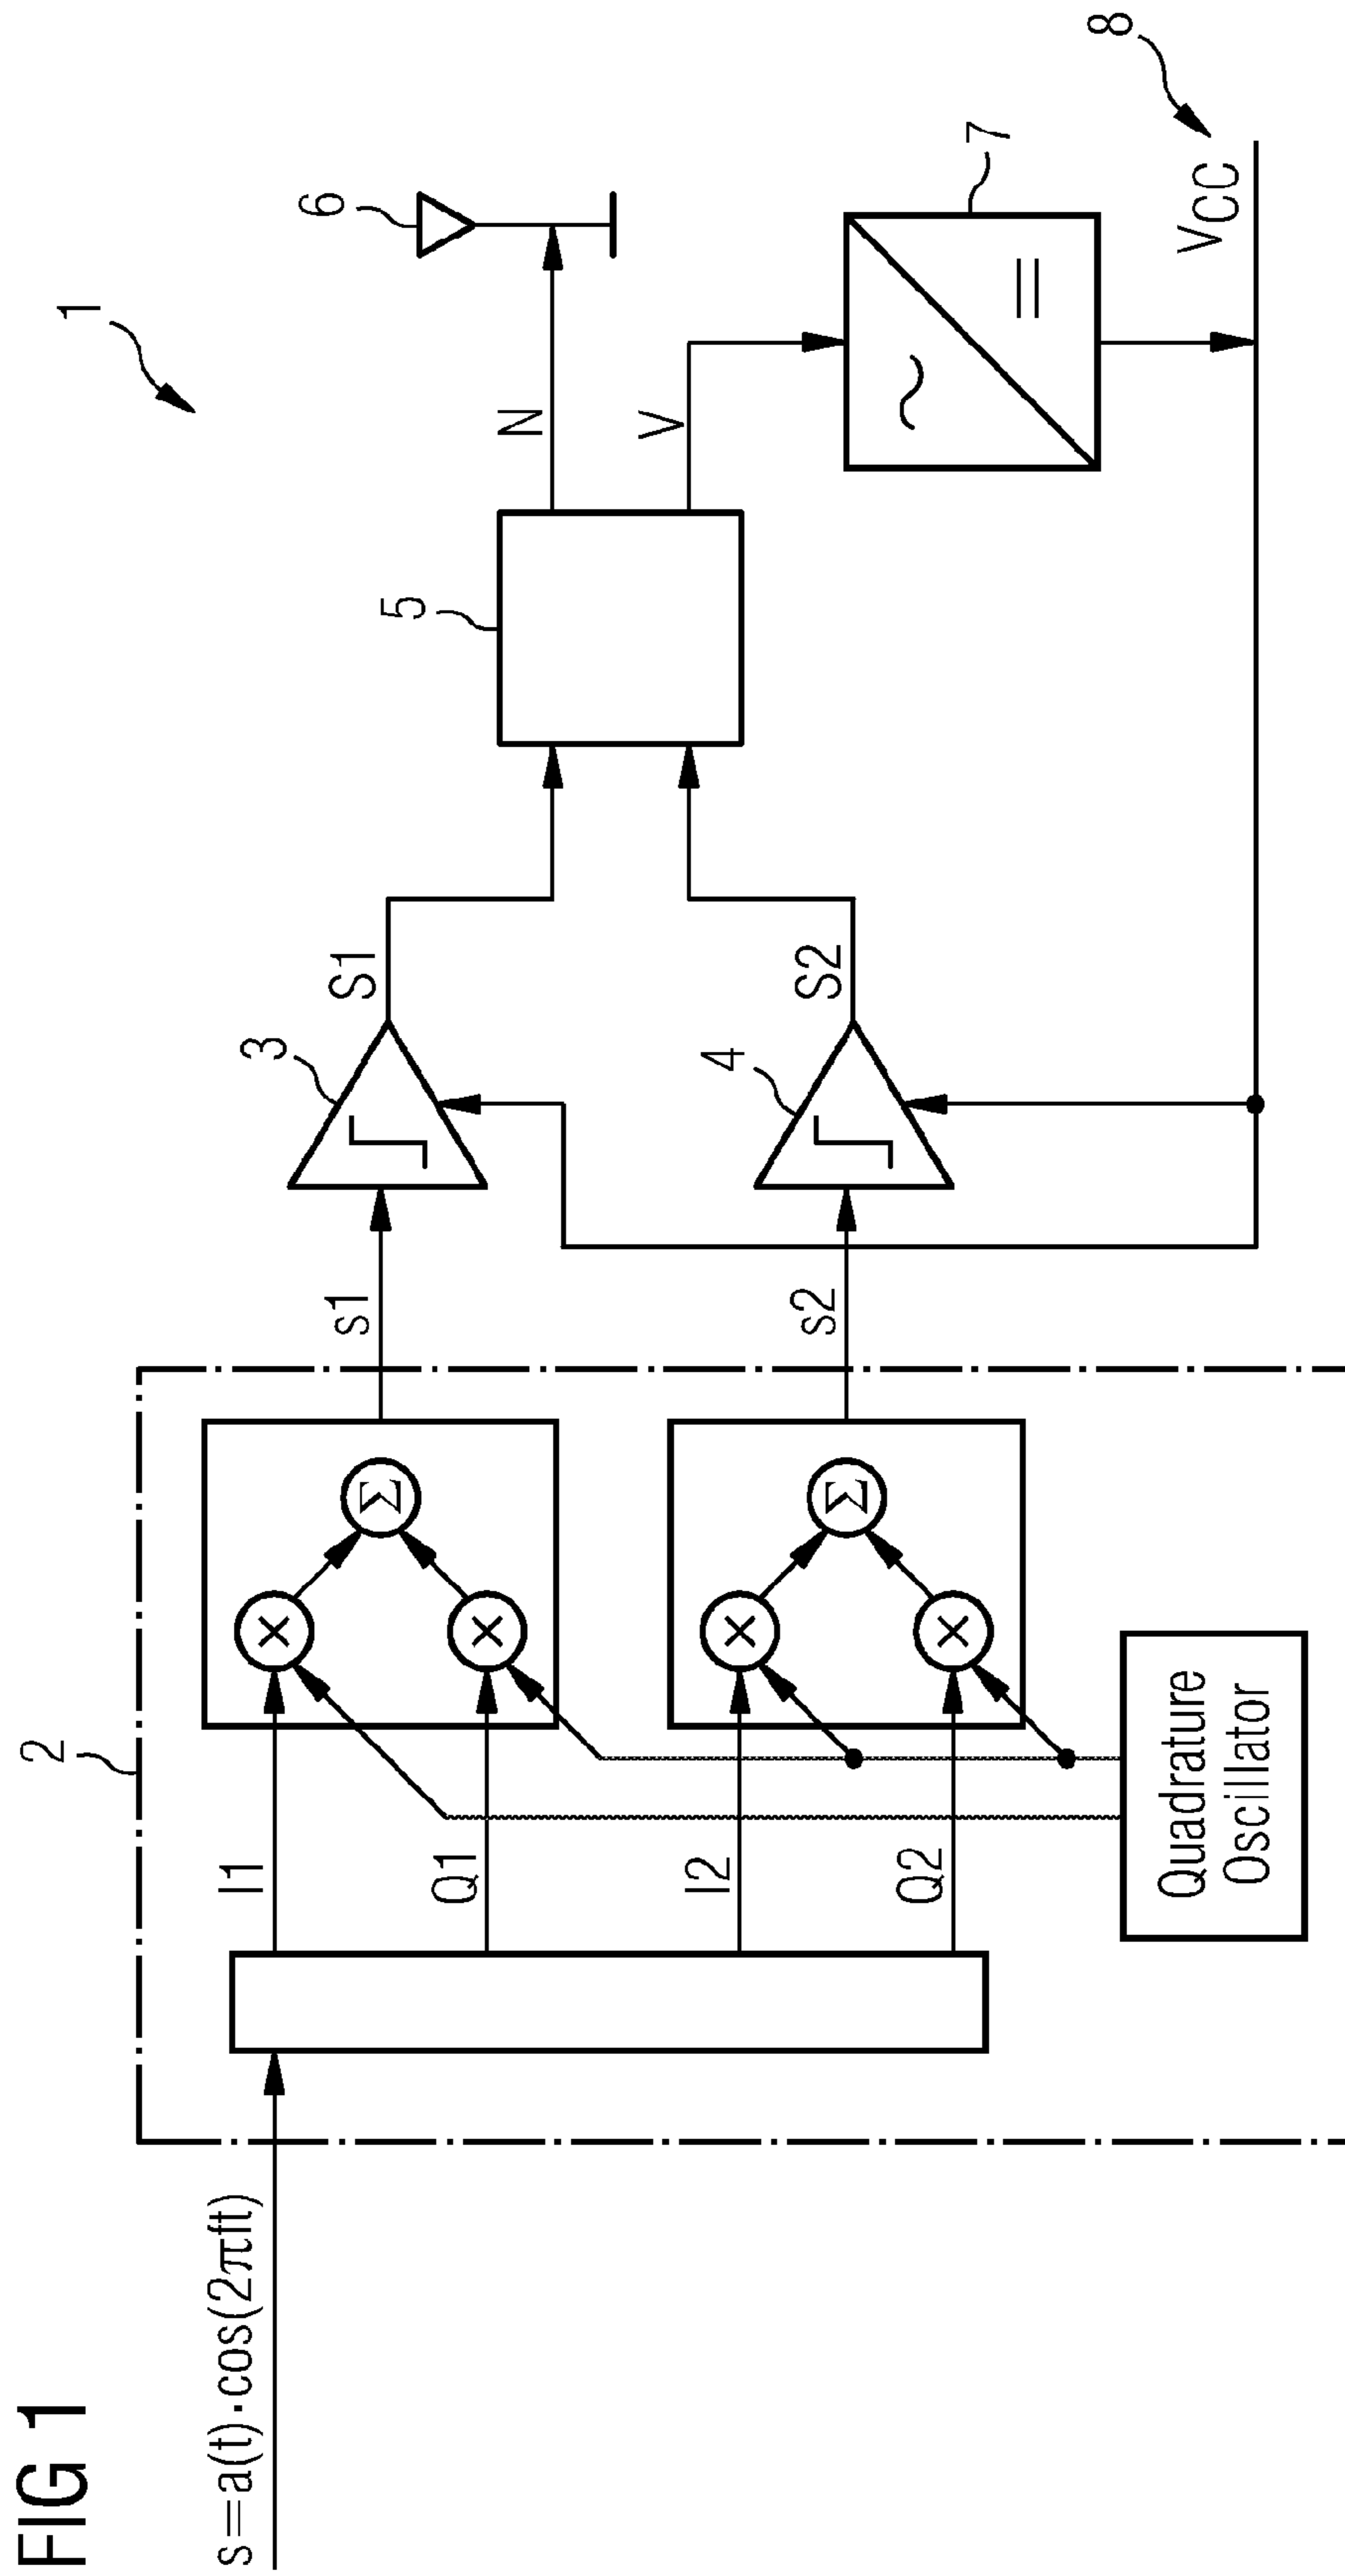 FIG 1
s=a(t)·cos(2πft)
2
I1
Q1
I2
Q2
×
×
Σ
×
×
Σ
Quadrature
Oscillator
s1
s2
3
S1
4
S2
5
N
V
6
1
~
=
7
VCC
8